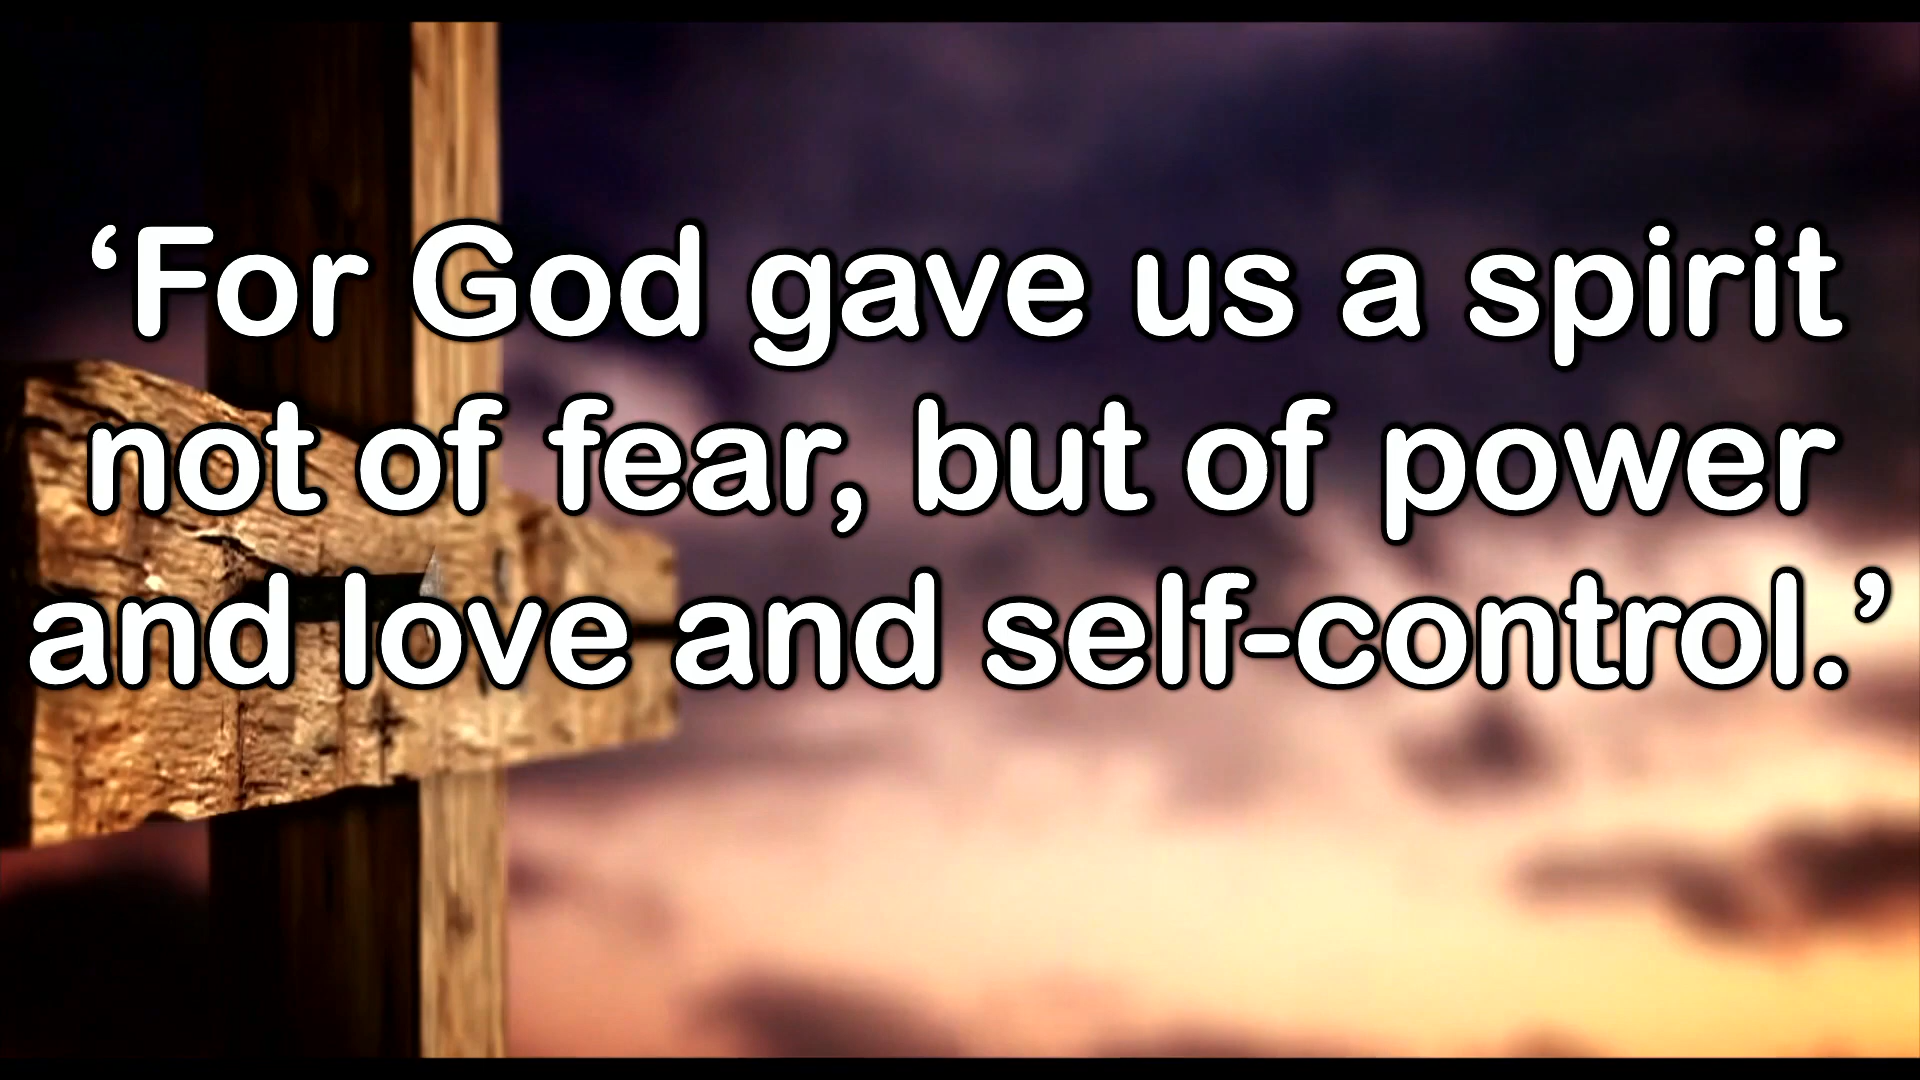 ‘For God gave us a spirit
not of fear, but of power
and love and self-control.’